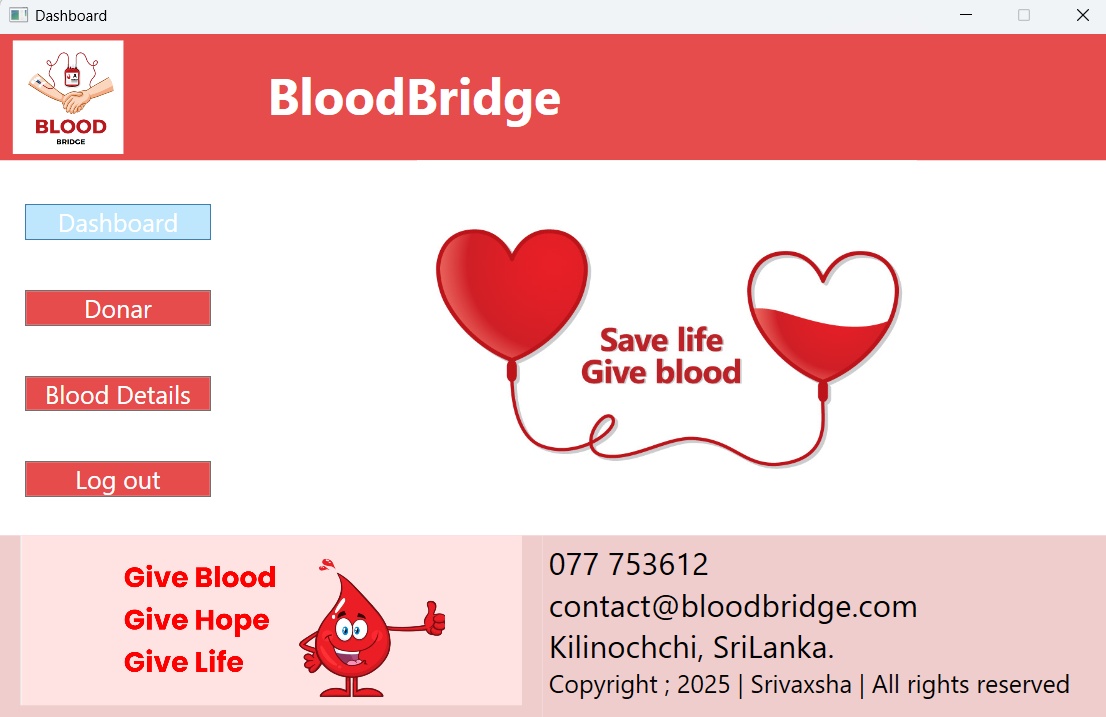 Dashboard
BLOOD
BRIDGE
BloodBridge
Dashboard
Donar
Blood Details
Log out
Save life
Give blood
Give Blood
Give Hope
Give Life
077 753612
contact@bloodbridge.com
Kilinochchi, SriLanka.
Copyright ; 2025 | Srivaxsha | All rights reserved